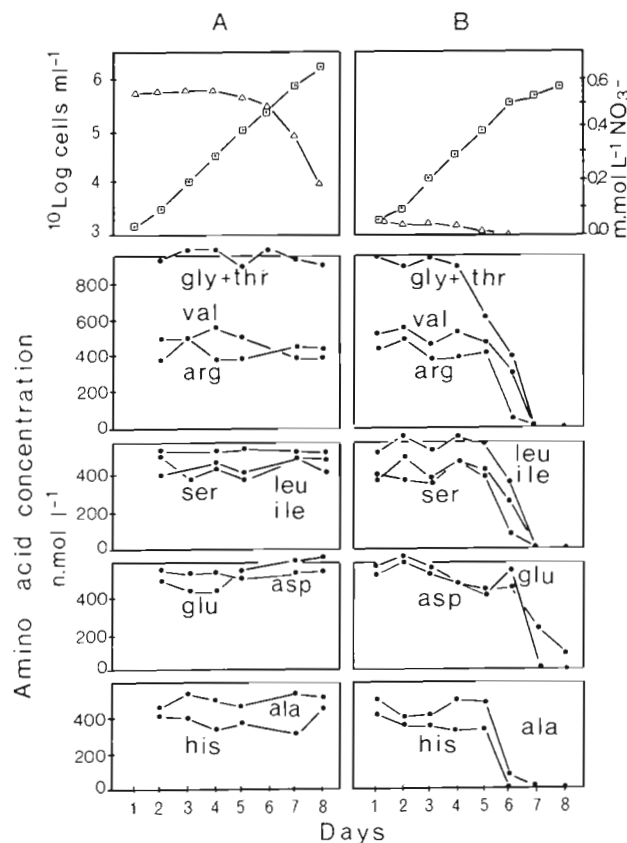 A B
¹⁰Log cells ml⁻¹
6
5
4
3
0.6
0.4
0.2
0.0
m.mol L⁻¹ NO₃⁻
Amino acid concentration
n.mol l⁻¹
800
600
400
200
0
gly+thr
val
arg
gly+thr
val
arg
400
200
0
ser
leu
ile
ser
leu
ile
400
200
0
glu
asp
asp
glu
400
200
0
ala
his
his
ala
1 2 3 4 5 6 7 8
1 2 3 4 5 6 7 8
Days